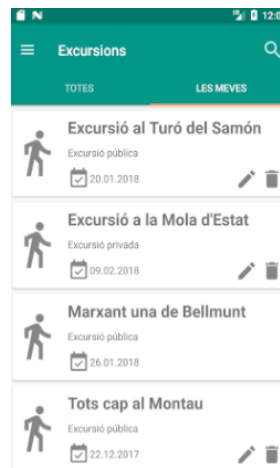 12:0
Excursions
TOTES LES MEVES
Excursió al Turó del Samón
Excursió pública
20.01.2018
Excursió a la Mola d'Estat
Excursió privada
09.02.2018
Marxant una de Bellmunt
Excursió pública
26.01.2018
Tots cap al Montau
Excursió pública
22.12.2017